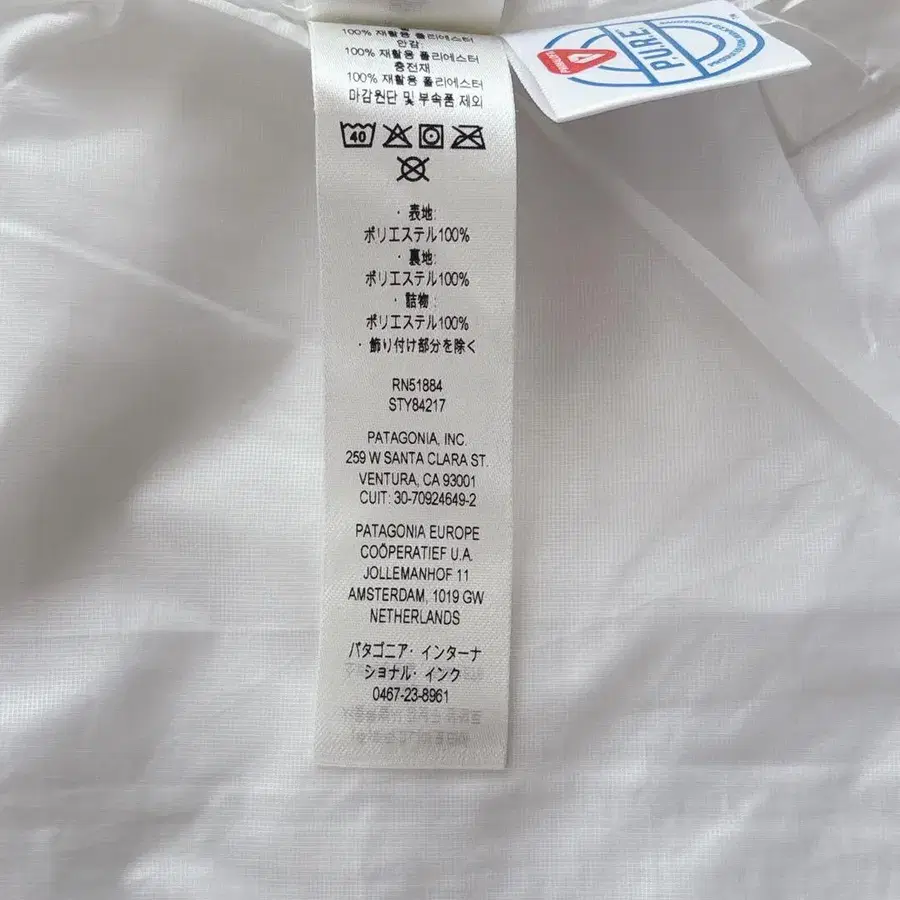 100% 재활용 폴리에스터
안감:
100% 재활용 폴리에스터
충전재
100% 재활용 폴리에스터
마감원단 및 부속품 제외
40
· 表地:
ポリエステル100%
· 裏地:
ポリエステル100%
· 詰物:
ポリエステル100%
· 飾り付け部分を除く
RN51884
STY84217
PATAGONIA, INC.
259 W SANTA CLARA ST.
VENTURA, CA 93001
CUIT: 30-70924649-2
PATAGONIA EUROPE
COÖPERATIEF U.A.
JOLLEMANHOF 11
AMSTERDAM, 1019 GW
NETHERLANDS
パタゴニア・インターナ
ショナル・インク
0467-23-8961
P.U.R.E.
PRIMALOFT